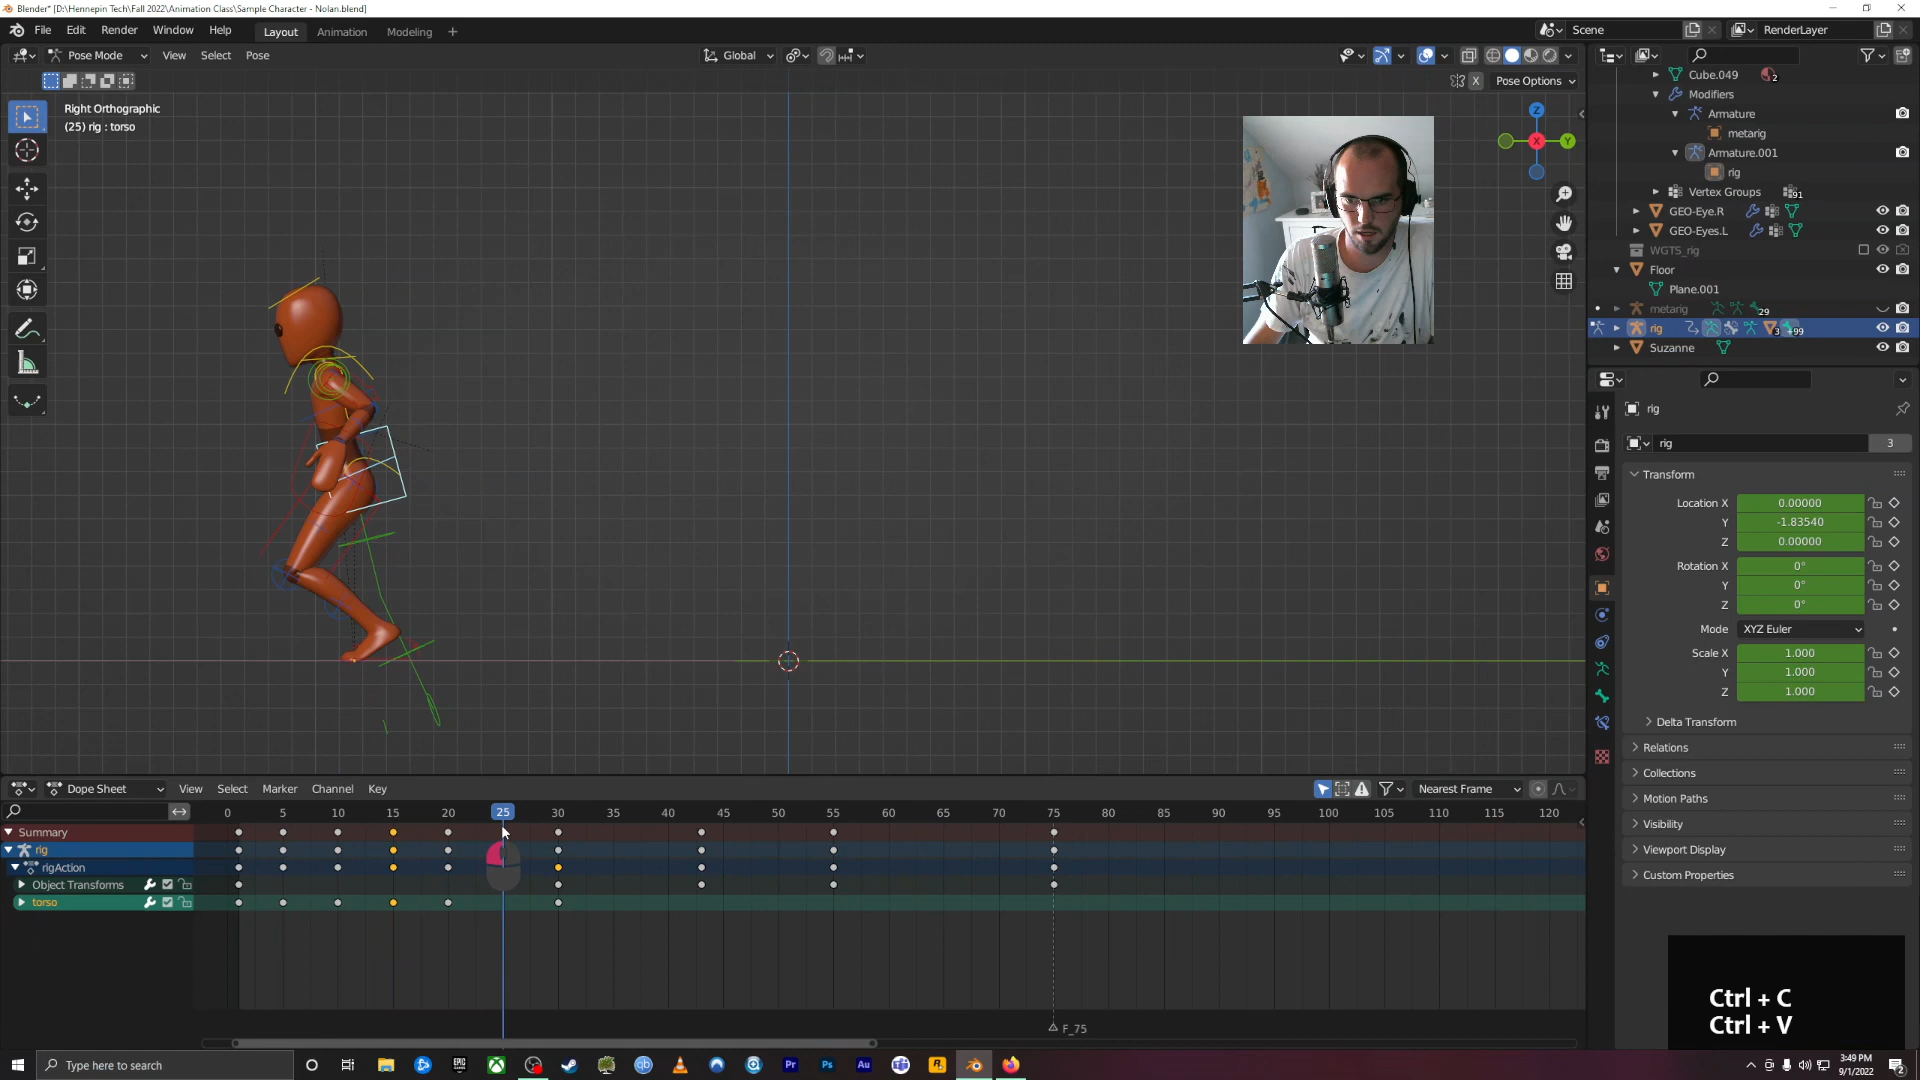 Blender* [D:\Hennepin Tech\Fall 2022\Animation Class\Sample Character - Nolan.blend]
File Edit Render Window Help Layout Animation Modeling + Scene RenderLayer
Pose Mode View Select Pose Global
X Pose Options
Right Orthographic
(25) rig : torso
Z
X Y
Cube.049 2
Modifiers
Armature
metarig
Armature.001
rig
Vertex Groups 91
GEO-Eye.R
GEO-Eyes.L
WGTS_rig
Floor
Plane.001
metarig 29
rig 3 +99
Suzanne
rig
rig 3
Transform
Location X 0.00000
Y -1.83540
Z 0.00000
Rotation X 0°
Y 0°
Z 0°
Mode XYZ Euler
Scale X 1.000
Y 1.000
Z 1.000
Delta Transform
Relations
Collections
Motion Paths
Visibility
Viewport Display
Custom Properties
Dope Sheet View Select Marker Channel Key Nearest Frame
0 5 10 15 20 25 30 35 40 45 50 55 60 65 70 75 80 85 90 95 100 105 110 115 120
Summary
rig
rigAction
Object Transforms
torso
F_75
Ctrl + C
Ctrl + V
Type here to search
3:49 PM
9/1/2022